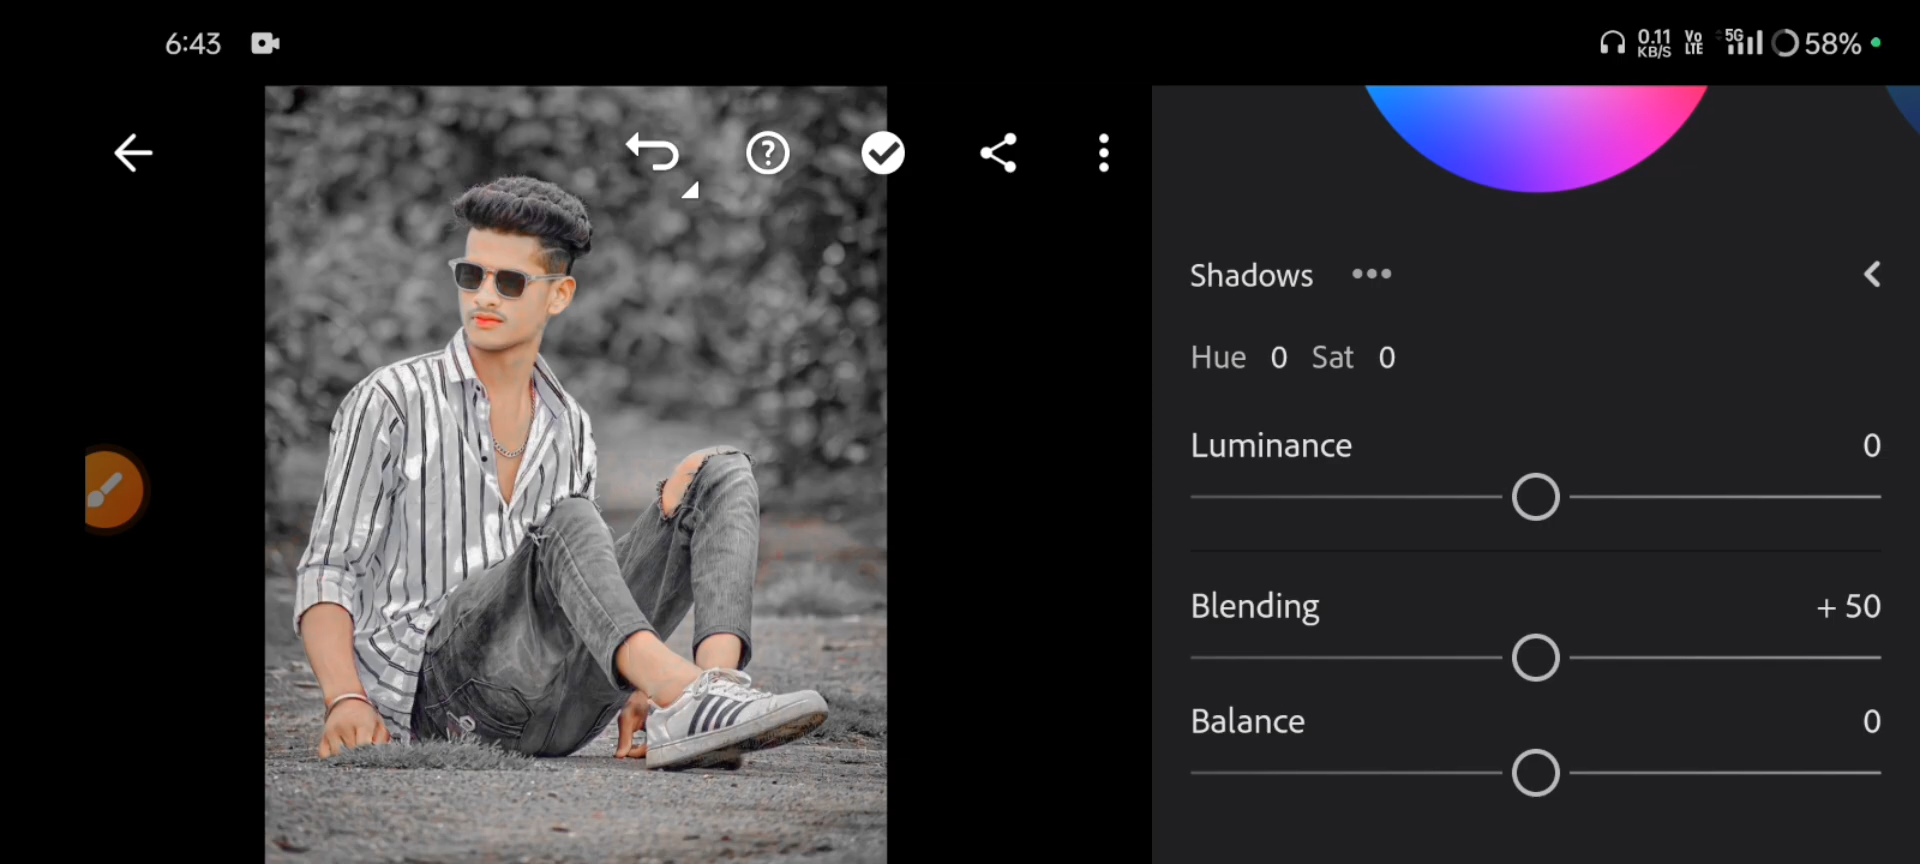 6:43
0.11 KB/S Vo LTE 5G 58%
?
Shadows
Hue 0 Sat 0
Luminance 0
Blending + 50
Balance 0